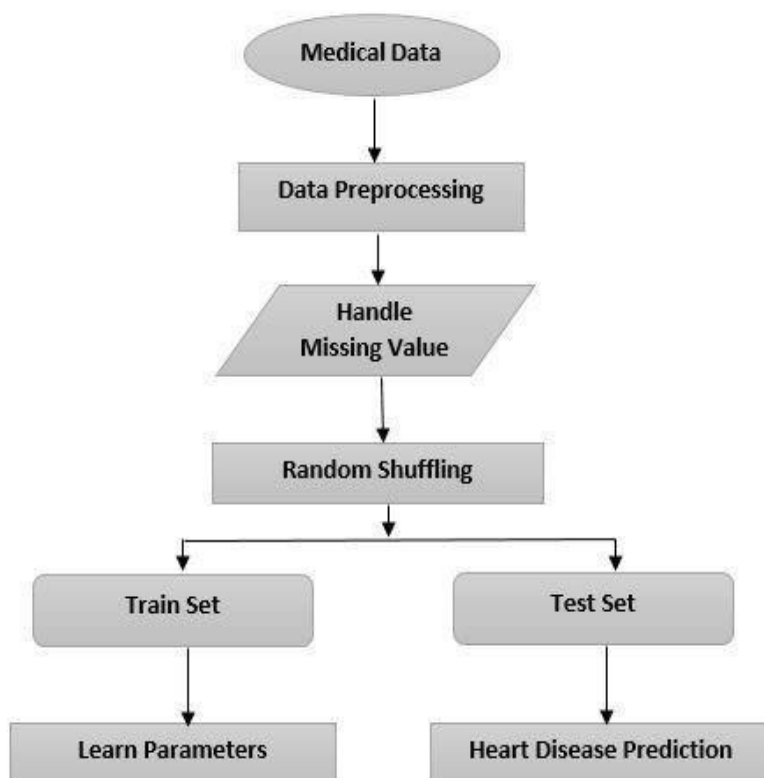 Medical Data
Data Preprocessing
Handle
Missing Value
Random Shuffling
Train Set
Test Set
Learn Parameters
Heart Disease Prediction